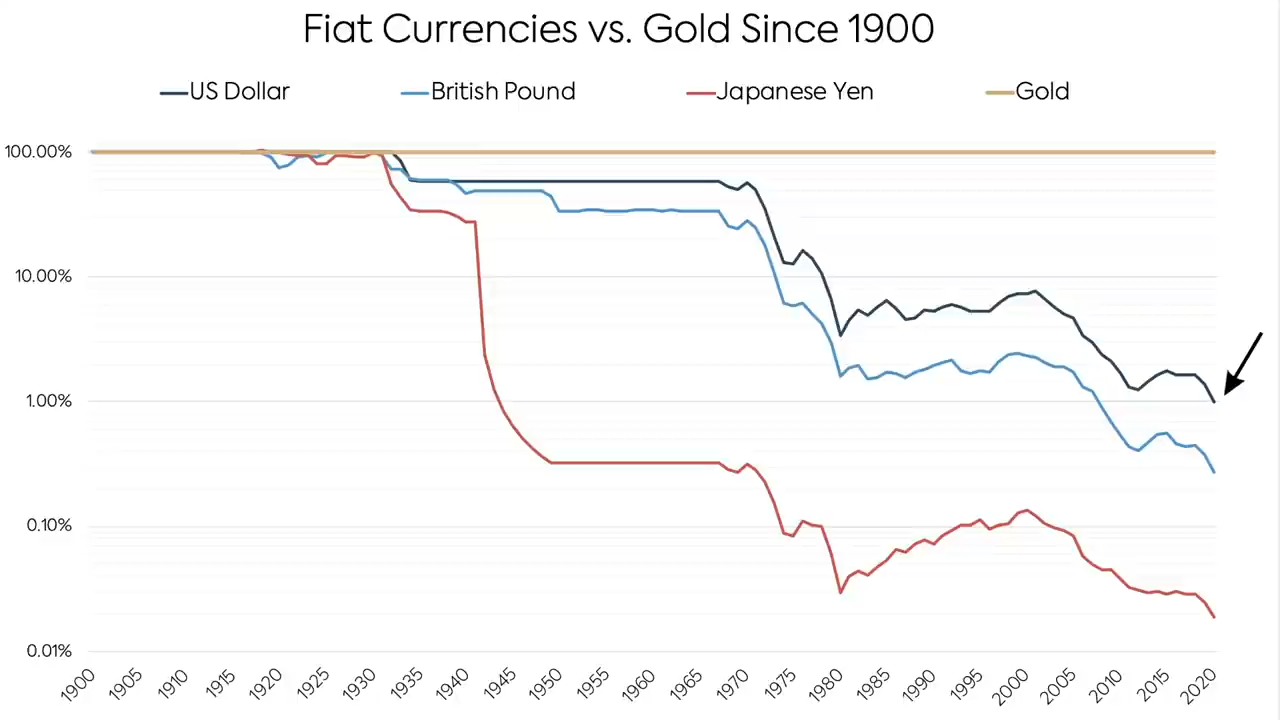 Fiat Currencies vs. Gold Since 1900
US Dollar British Pound Japanese Yen Gold
100.00%
10.00%
1.00%
0.10%
0.01%
1900 1905 1910 1915 1920 1925 1930 1935 1940 1945 1950 1955 1960 1965 1970 1975 1980 1985 1990 1995 2000 2005 2010 2015 2020